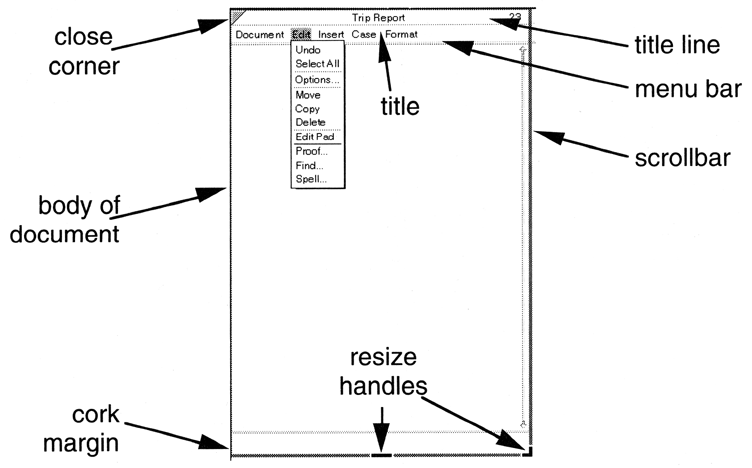 Trip Report
23
close
corner
title line
Document Edit Insert Case Format
menu bar
Undo
Select All
Options...
Move
Copy
Delete
Edit Pad
Proof...
Find...
Spell...
title
scrollbar
body of
document
resize
handles
cork
margin